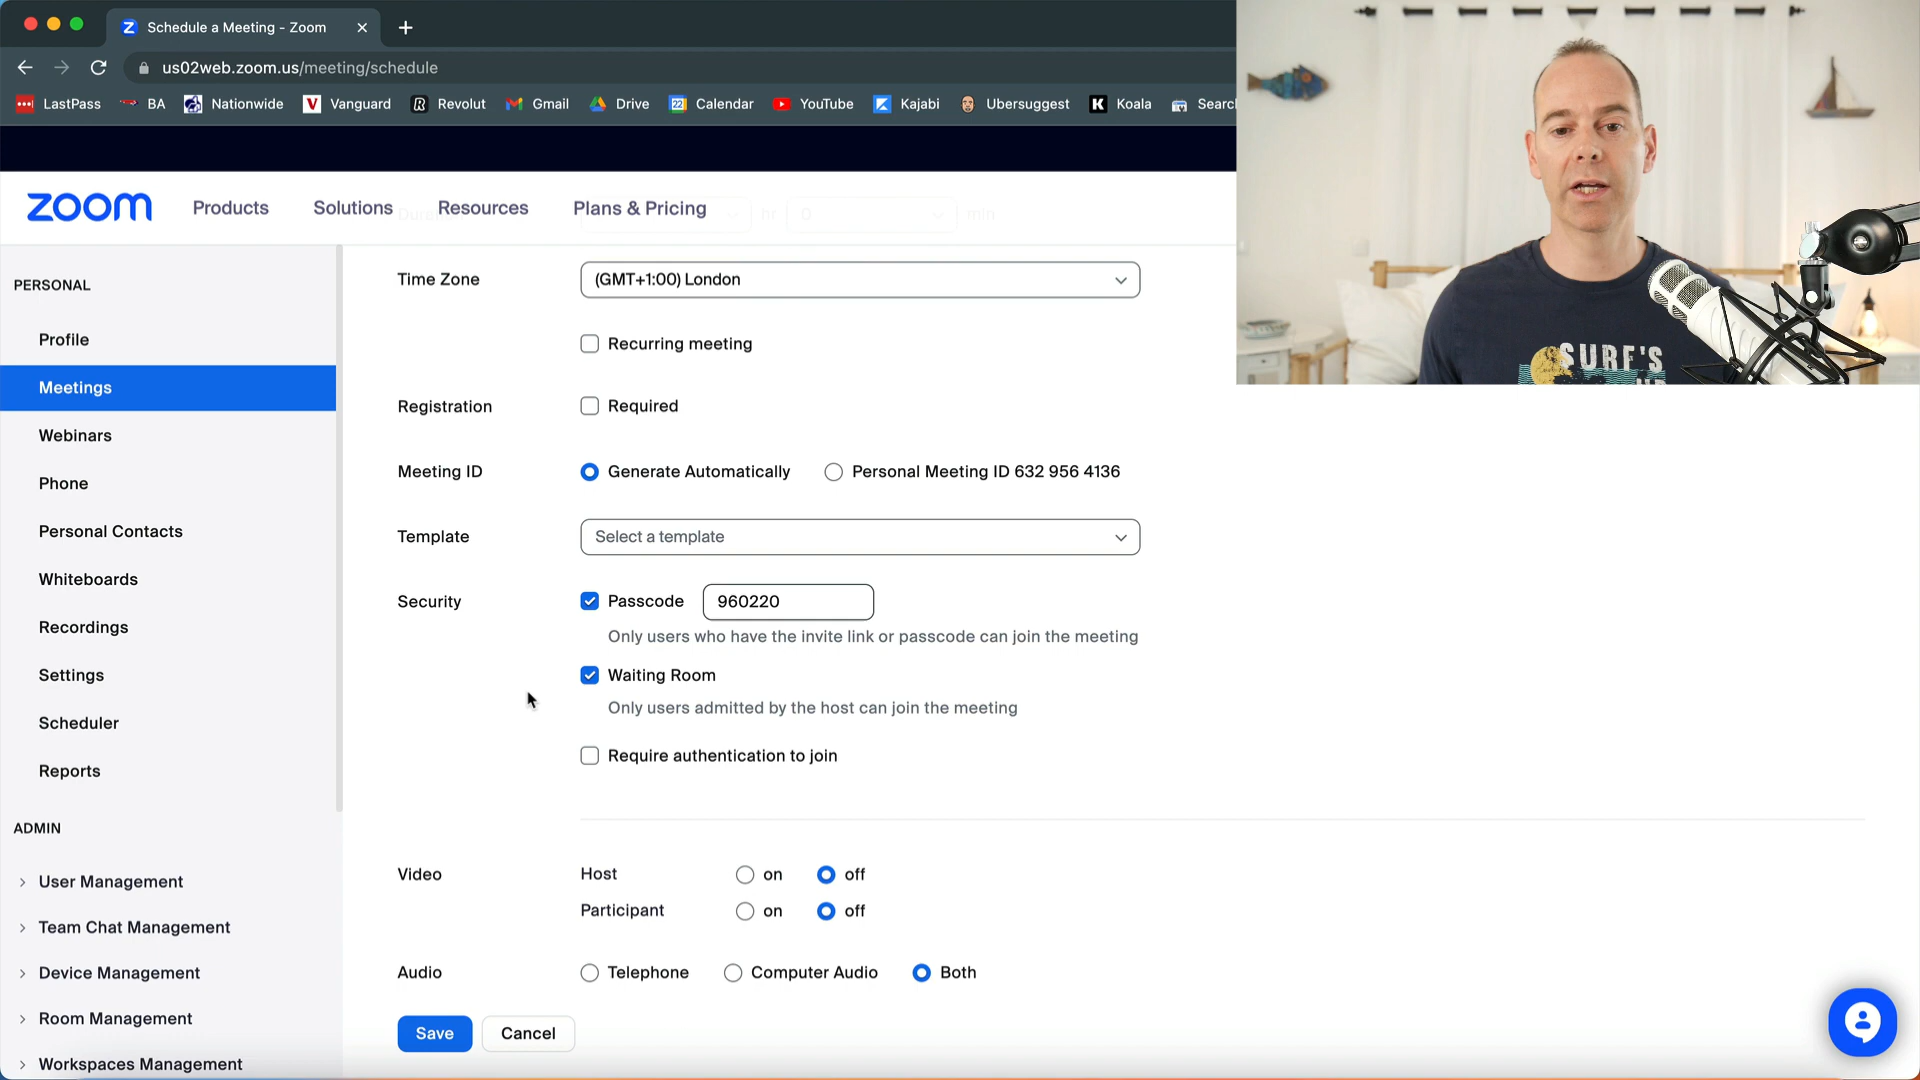 Schedule a Meeting - Zoom
us02web.zoom.us/meeting/schedule
LastPass BA Nationwide Vanguard Revolut Gmail Drive Calendar YouTube Kajabi Ubersuggest Koala Search
zoom Products Solutions Resources Plans & Pricing
hr 0 min
PERSONAL
Profile
Meetings
Webinars
Phone
Personal Contacts
Whiteboards
Recordings
Settings
Scheduler
Reports
ADMIN
User Management
Team Chat Management
Device Management
Room Management
Workspaces Management
Time Zone (GMT+1:00) London
Recurring meeting
Registration Required
Meeting ID Generate Automatically Personal Meeting ID 632 956 4136
Template Select a template
Security Passcode 960220
Only users who have the invite link or passcode can join the meeting
Waiting Room
Only users admitted by the host can join the meeting
Require authentication to join
Video Host on off
Participant on off
Audio Telephone Computer Audio Both
Save Cancel
SURF'S
UP